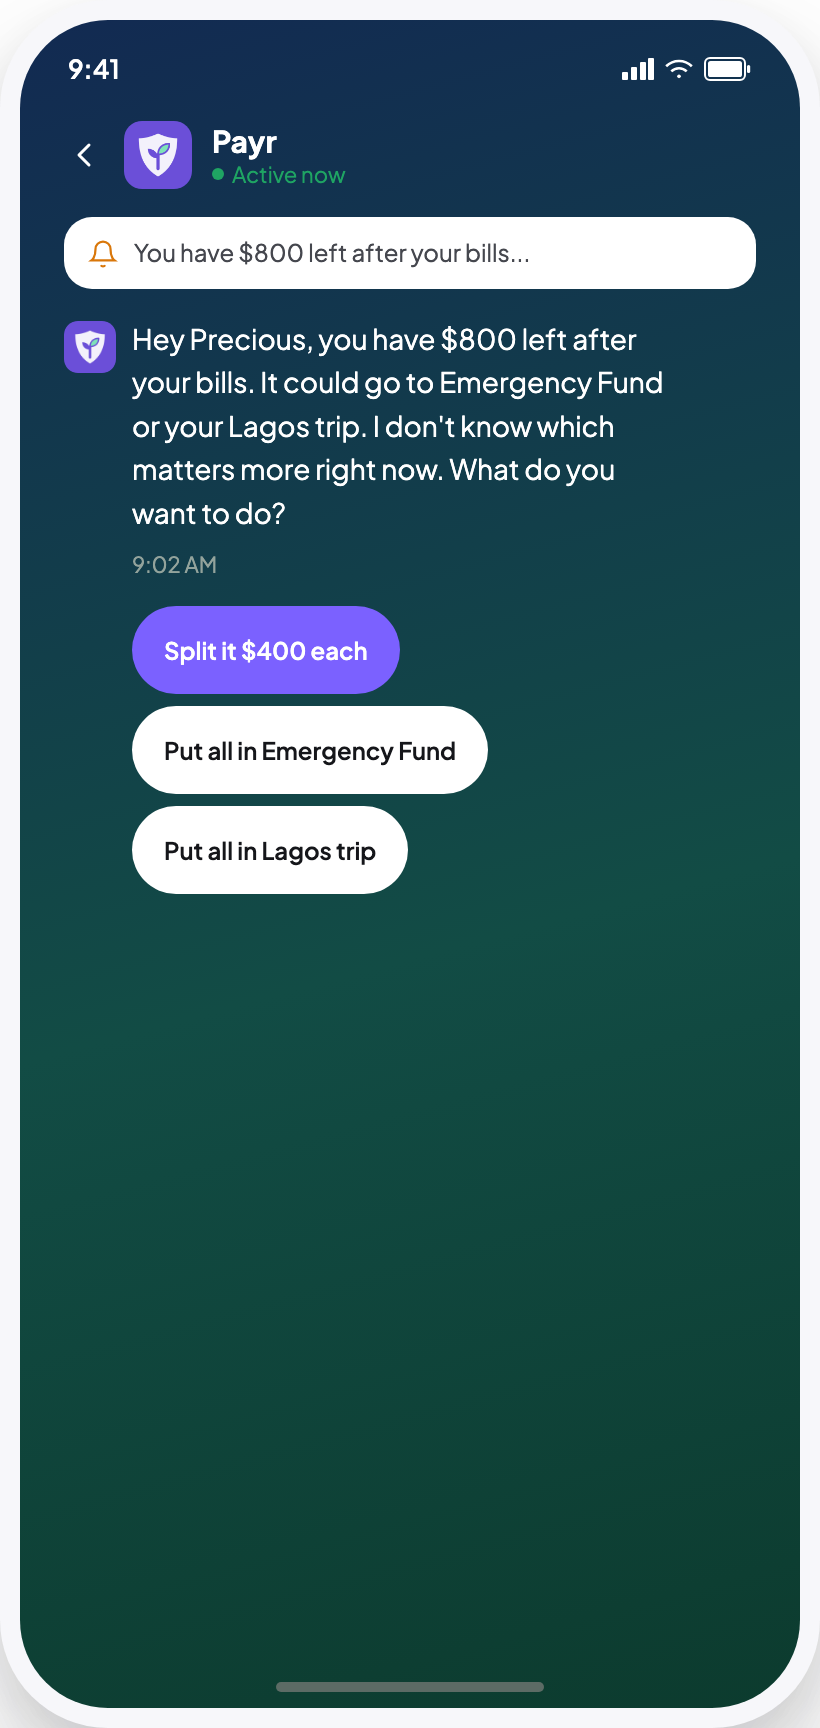 9:41
Payr
Active now
You have $800 left after your bills...
Hey Precious, you have $800 left after
your bills. It could go to Emergency Fund
or your Lagos trip. I don't know which
matters more right now. What do you
want to do?
9:02 AM
Split it $400 each
Put all in Emergency Fund
Put all in Lagos trip